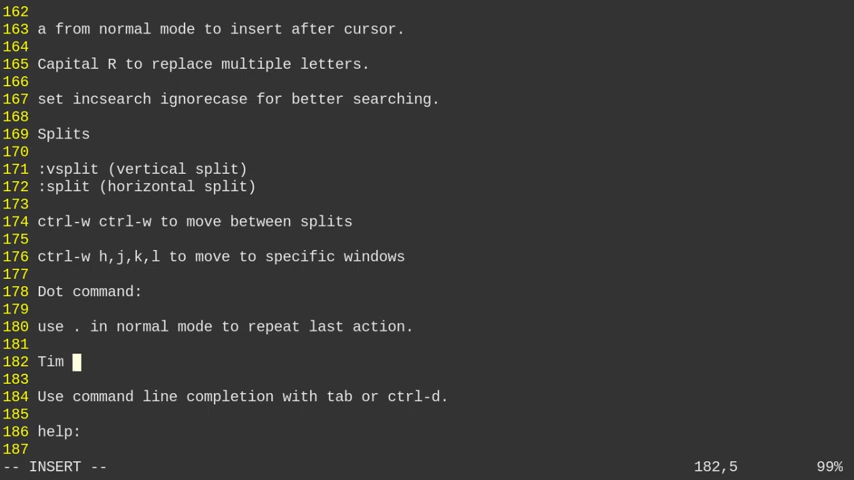 162
163 a from normal mode to insert after cursor.
164
165 Capital R to replace multiple letters.
166
167 set incsearch ignorecase for better searching.
168
169 Splits
170
171 :vsplit (vertical split)
172 :split (horizontal split)
173
174 ctrl-w ctrl-w to move between splits
175
176 ctrl-w h,j,k,l to move to specific windows
177
178 Dot command:
179
180 use . in normal mode to repeat last action.
181
182 Tim
183
184 Use command line completion with tab or ctrl-d.
185
186 help:
187
-- INSERT -- 182,5 99%